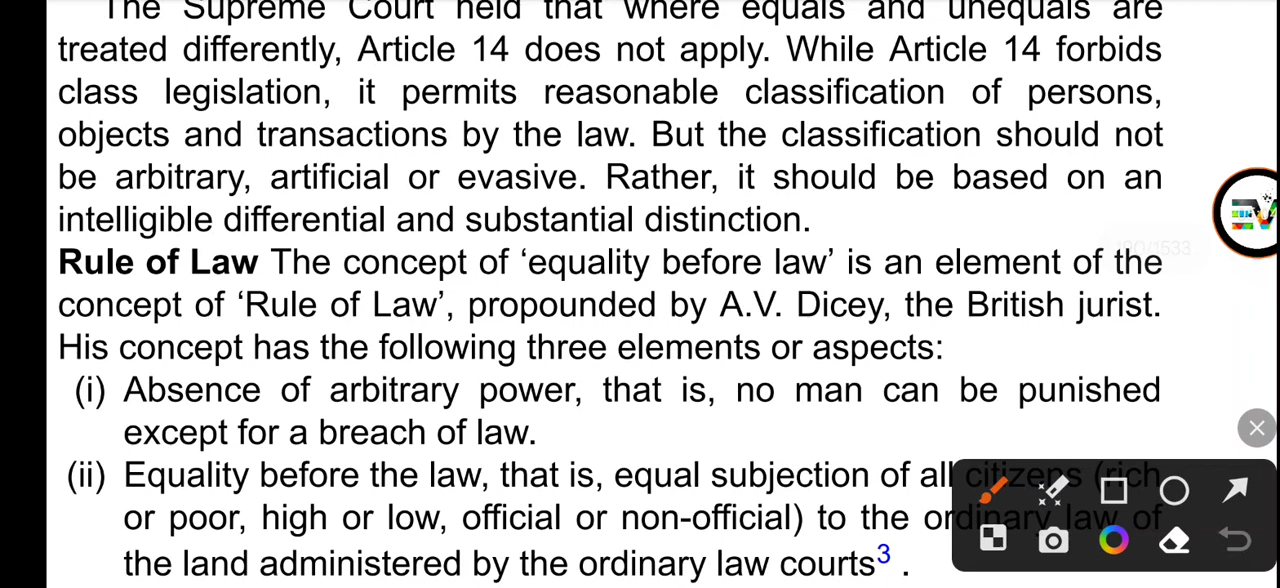 The Supreme Court held that where equals and unequals are
treated differently, Article 14 does not apply. While Article 14 forbids
class legislation, it permits reasonable classification of persons,
objects and transactions by the law. But the classification should not
be arbitrary, artificial or evasive. Rather, it should be based on an
intelligible differential and substantial distinction.
190/1533
Rule of Law The concept of ‘equality before law’ is an element of the
concept of ‘Rule of Law’, propounded by A.V. Dicey, the British jurist.
His concept has the following three elements or aspects:
(i) Absence of arbitrary power, that is, no man can be punished
except for a breach of law.
(ii) Equality before the law, that is, equal subjection of all citizens (rich
or poor, high or low, official or non-official) to the ordinary law of
the land administered by the ordinary law courts3 .